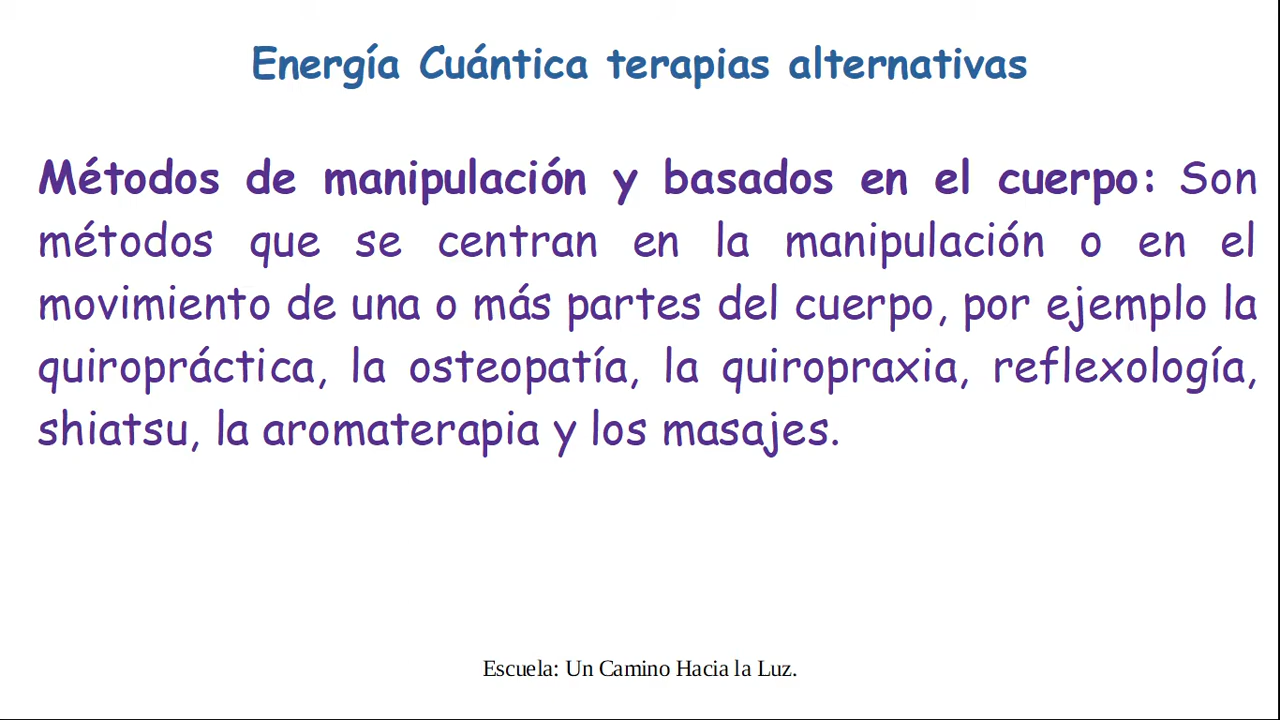 Energía Cuántica terapias alternativas
Métodos de manipulación y basados en el cuerpo: Son
métodos que se centran en la manipulación o en el
movimiento de una o más partes del cuerpo, por ejemplo la
quiropráctica, la osteopatía, la quiropraxia, reflexología,
shiatsu, la aromaterapia y los masajes.
Escuela: Un Camino Hacia la Luz.